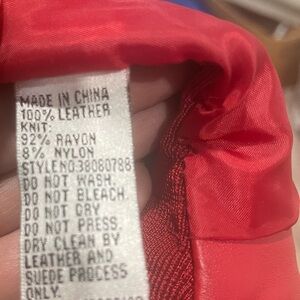 MADE IN CHINA
100% LEATHER
KNIT:
92% RAYON
8% NYLON
STYLENO:38080788
DO NOT WASH.
DO NOT BLEACH.
DO NOT DRY
DO NOT PRESS.
DRY CLEAN BY
LEATHER AND
SUEDE PROCESS
ONLY.